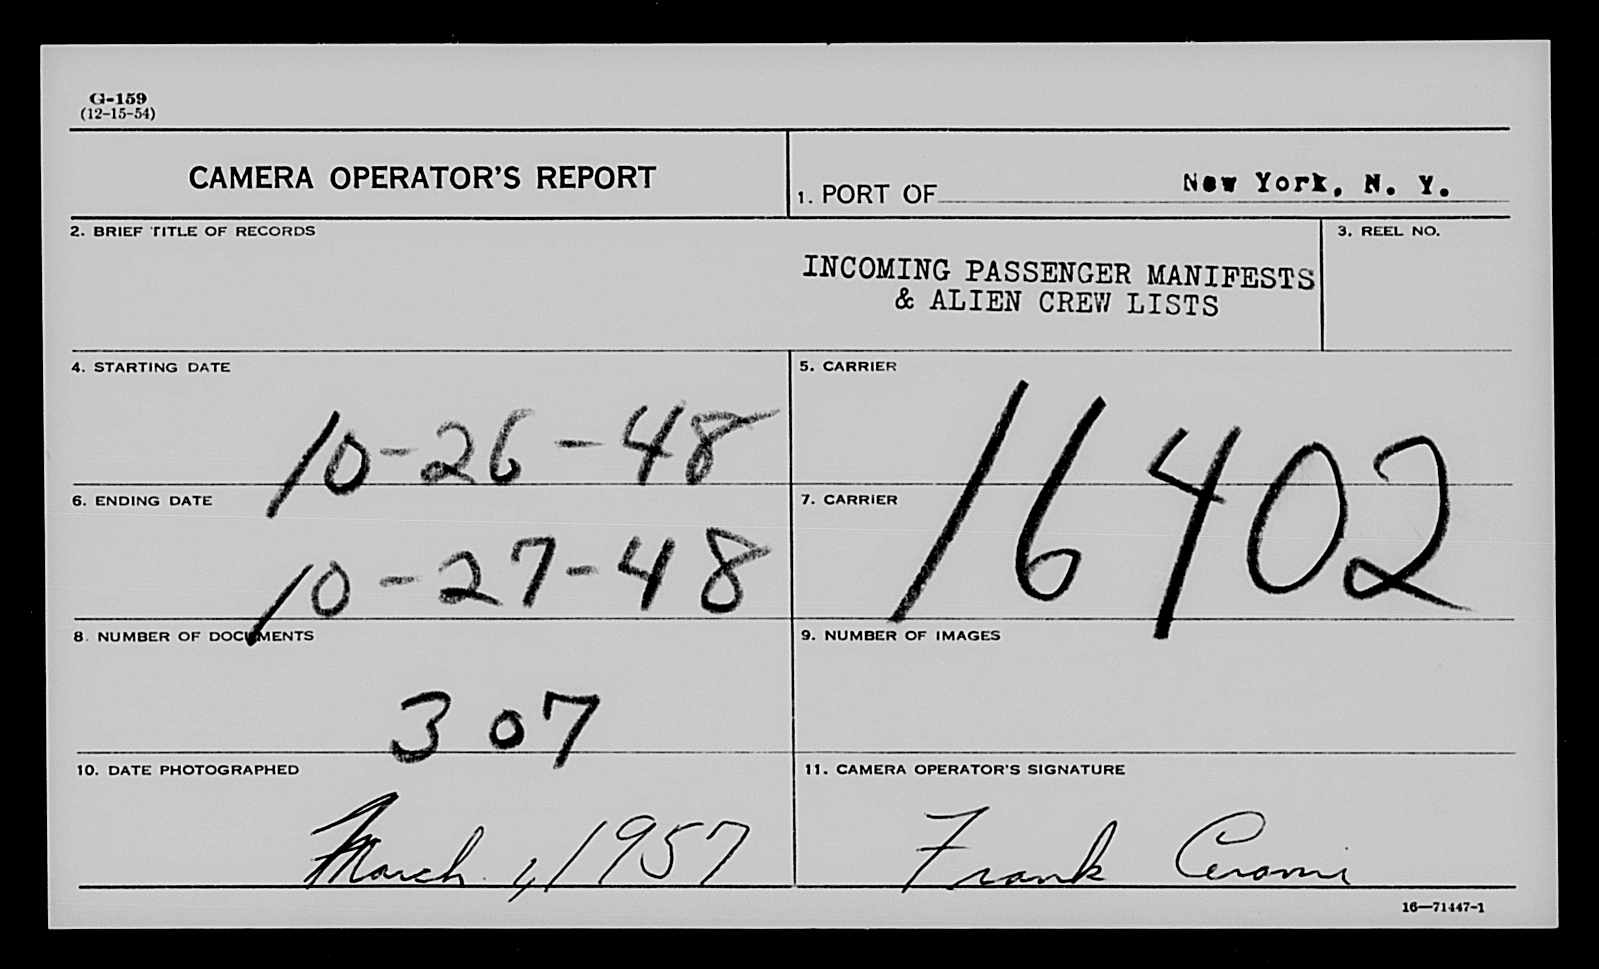 G-159
(12-15-54)
CAMERA OPERATOR'S REPORT
1. PORT OF New York, N. Y.
2. BRIEF TITLE OF RECORDS
INCOMING PASSENGER MANIFESTS
& ALIEN CREW LISTS
3. REEL NO.
4. STARTING DATE
10-26-48
5. CARRIER
16402
6. ENDING DATE
10-27-48
7. CARRIER
8. NUMBER OF DOCUMENTS
307
9. NUMBER OF IMAGES
10. DATE PHOTOGRAPHED
March, 1957
11. CAMERA OPERATOR'S SIGNATURE
Frank Cerami
16—71447-1